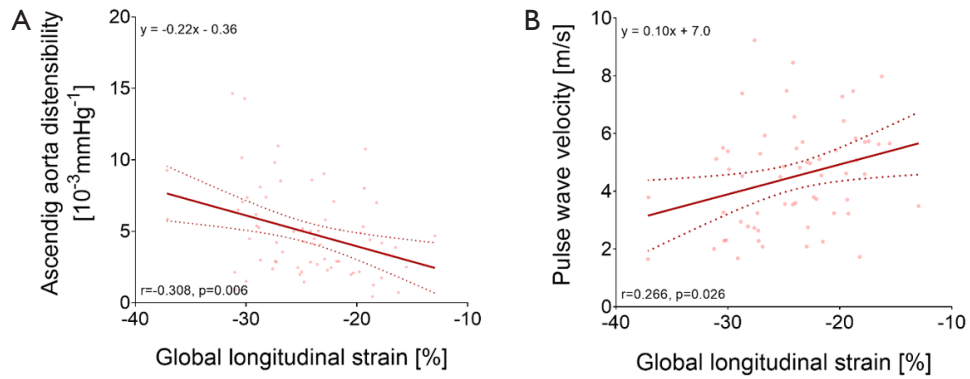 A
Ascendig aorta distensibility
[10⁻³mmHg⁻¹]
20
15
10
5
0
y = -0.22x - 0.36
r=-0.308, p=0.006
-40
-30
-20
-10
Global longitudinal strain [%]
B
Pulse wave velocity [m/s]
10
8
6
4
2
0
y = 0.10x + 7.0
r=0.266, p=0.026
-40
-30
-20
-10
Global longitudinal strain [%]